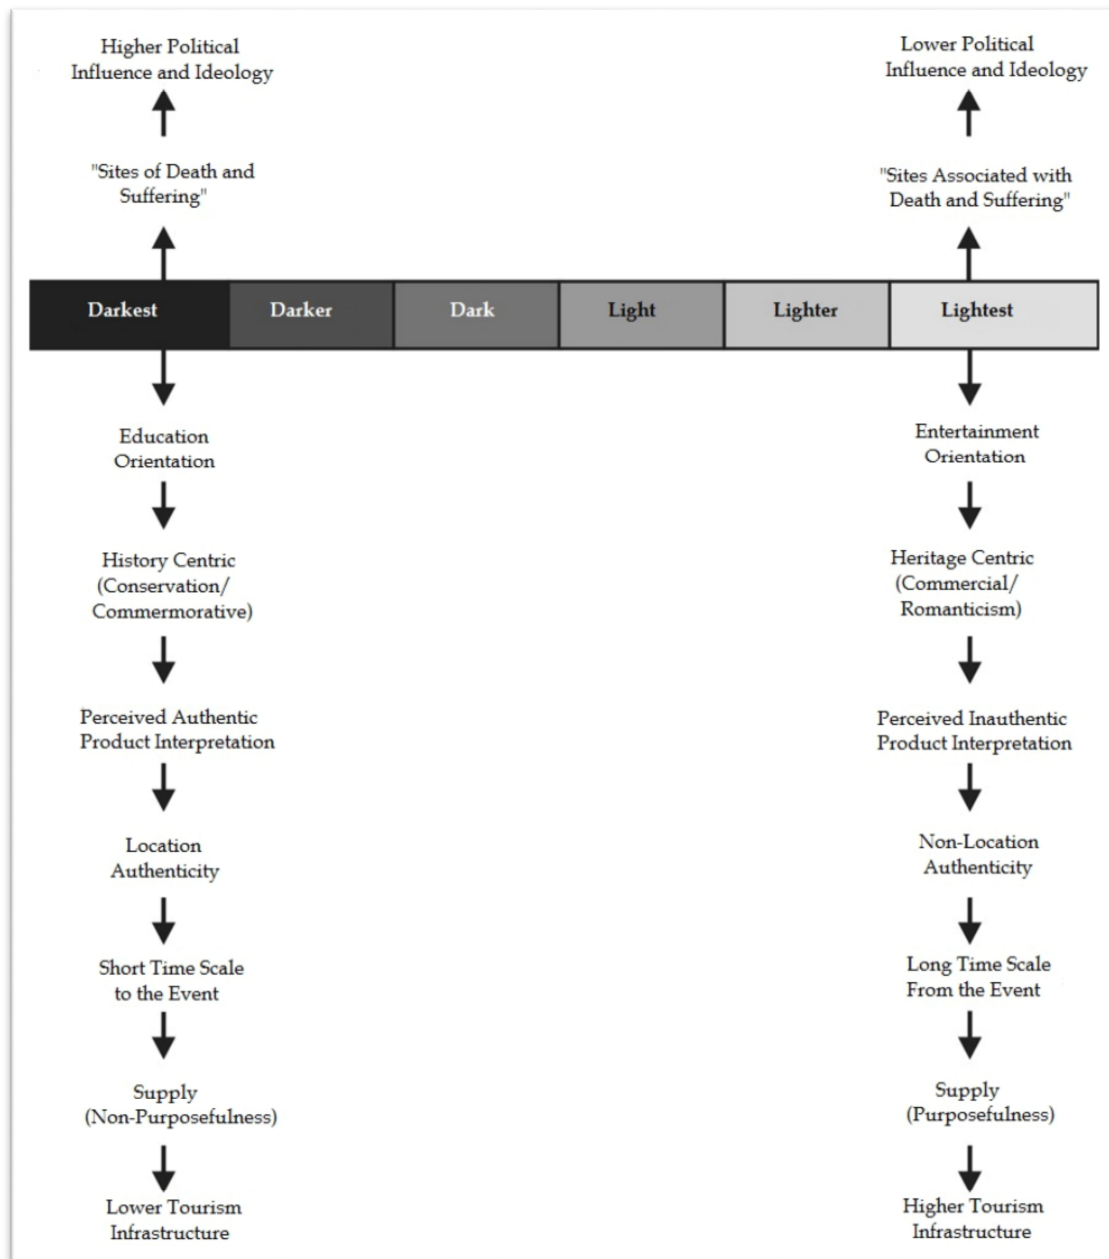 Higher Political
Influence and Ideology
Lower Political
Influence and Ideology
"Sites of Death and
Suffering"
"Sites Associated with
Death and Suffering"
Darkest
Darker
Dark
Light
Lighter
Lightest
Education
Orientation
Entertainment
Orientation
History Centric
(Conservation/
Commermorative)
Heritage Centric
(Commercial/
Romanticism)
Perceived Authentic
Product Interpretation
Perceived Inauthentic
Product Interpretation
Location
Authenticity
Non-Location
Authenticity
Short Time Scale
to the Event
Long Time Scale
From the Event
Supply
(Non-Purposefulness)
Supply
(Purposefulness)
Lower Tourism
Infrastructure
Higher Tourism
Infrastructure